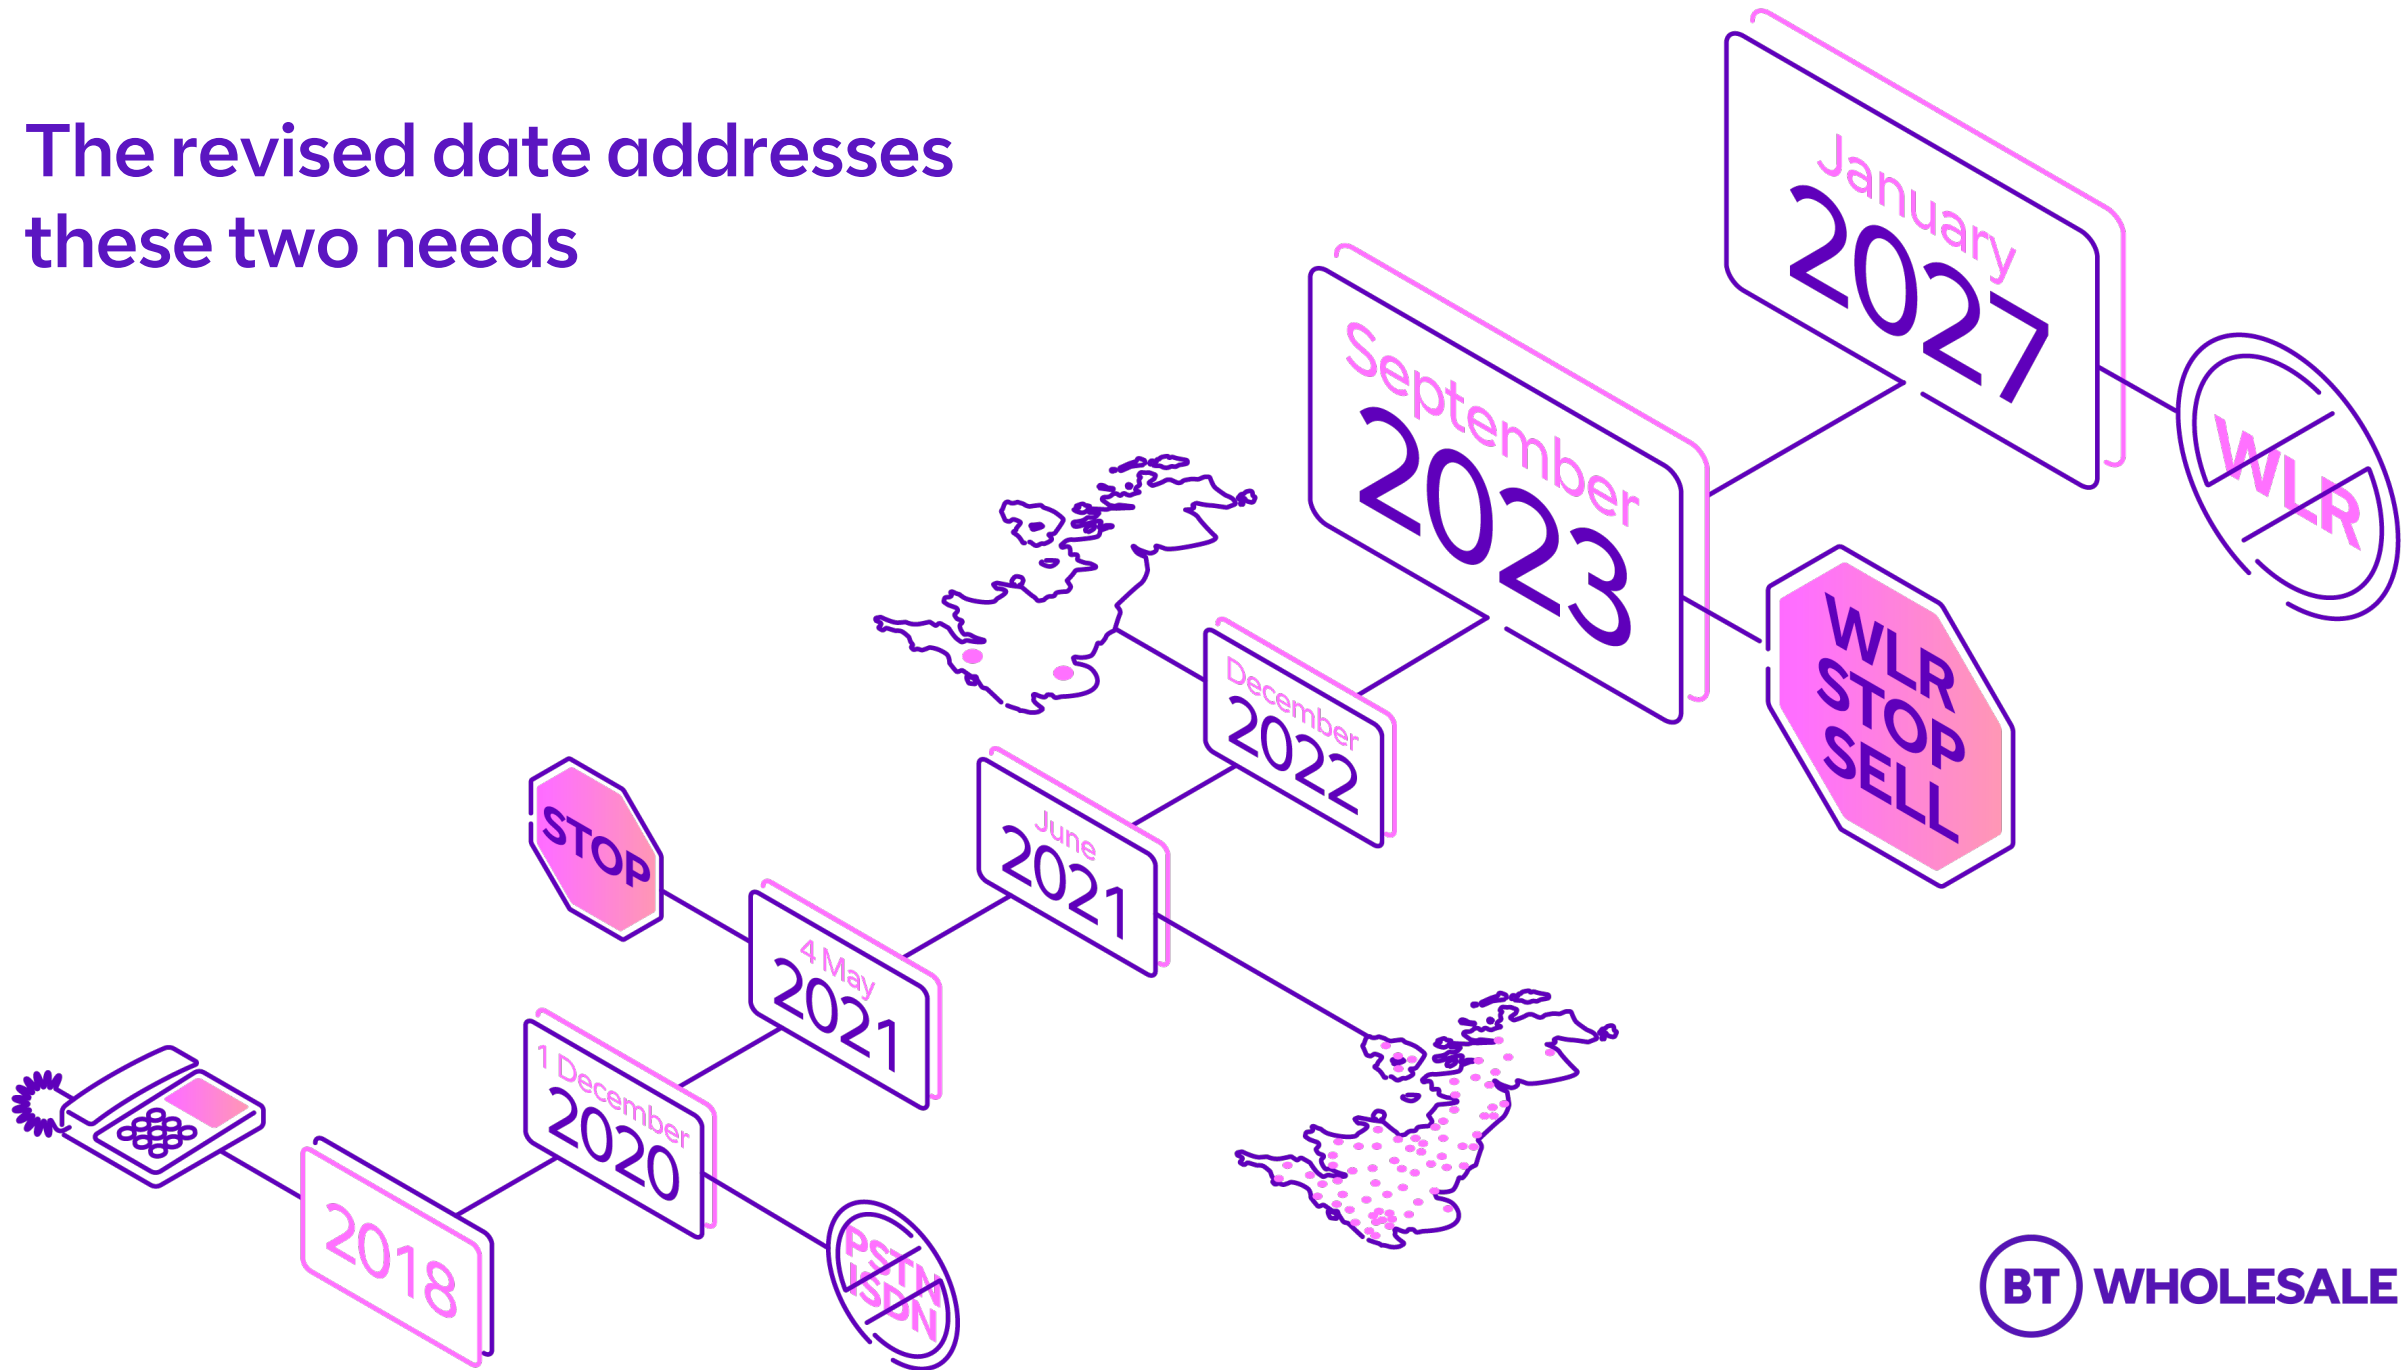 The revised date addresses
these two needs
January
2027
WLR
September
2023
WLR
STOP
SELL
December
2022
June
2021
STOP
4 May
2021
1 December
2020
PSTN
ISDN
2018
BT WHOLESALE